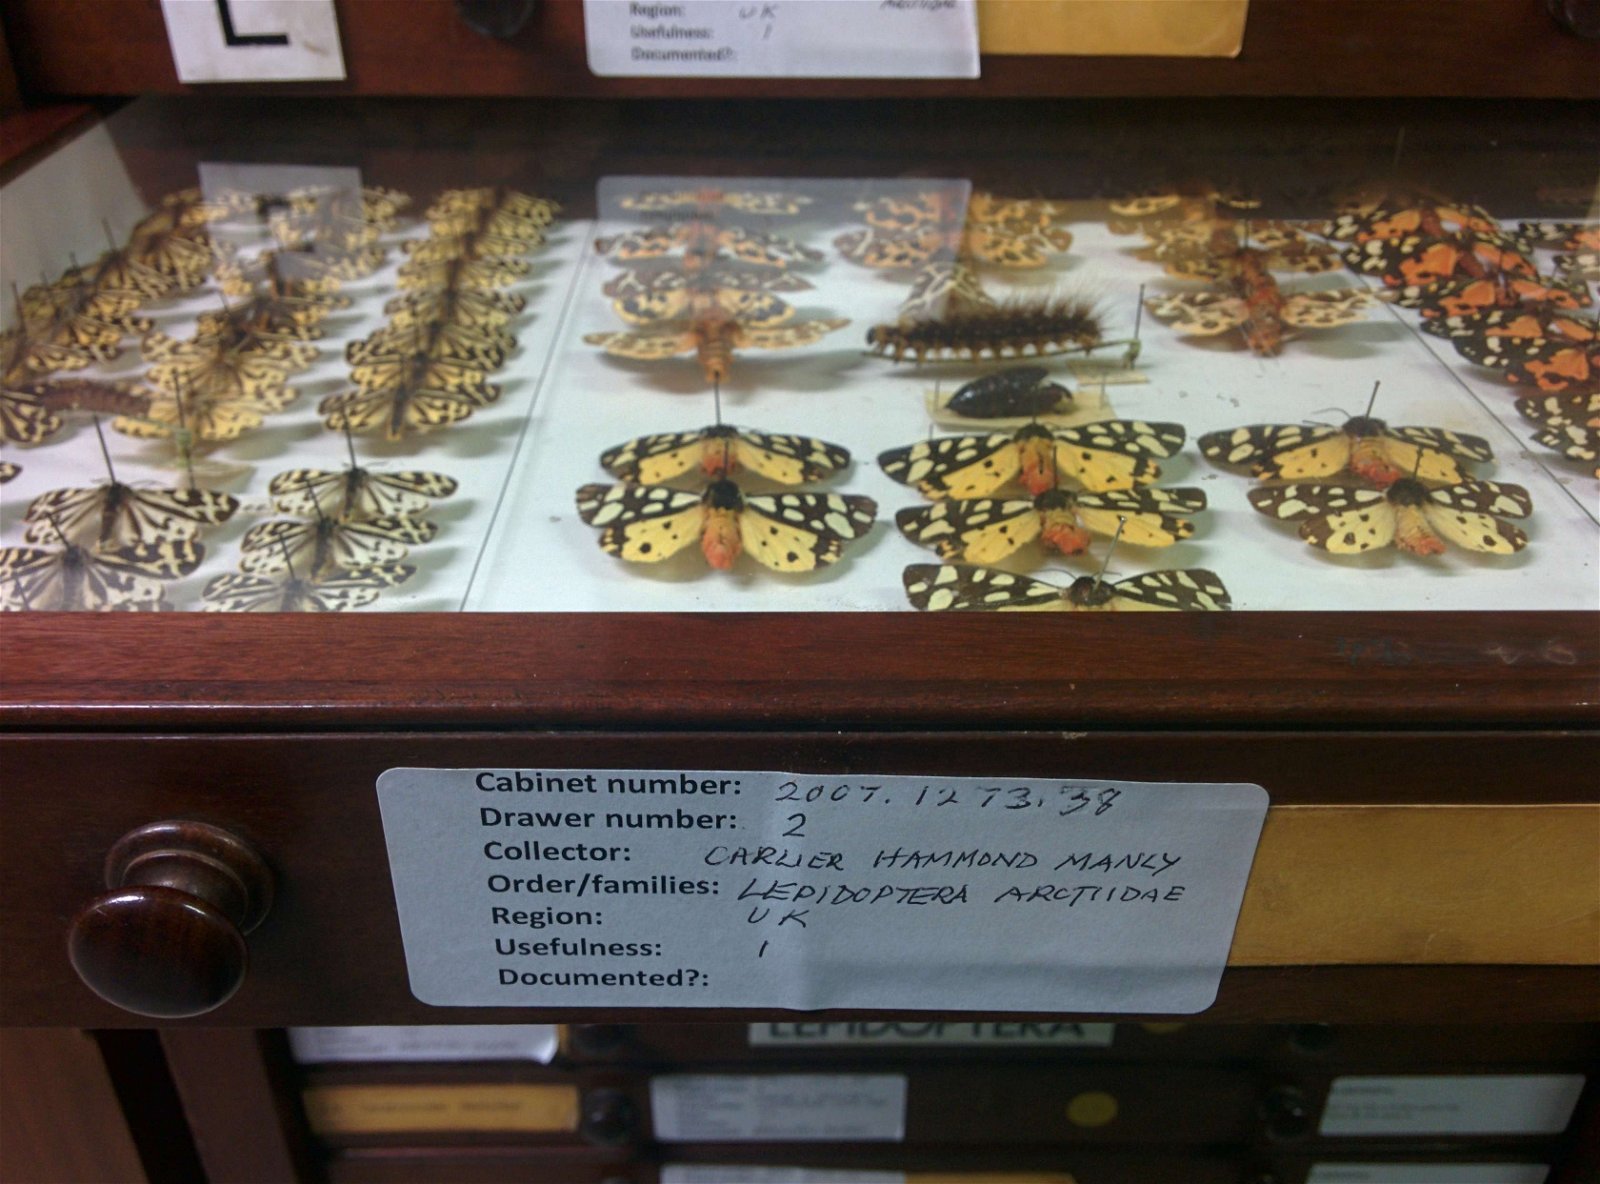 Region: UK
Usefulness: 1
Documented?:
Cabinet number: 2007.1273.38
Drawer number: 2
Collector: CARLIER HAMMOND MANLY
Order/families: LEPIDOPTERA ARCTIIDAE
Region: UK
Usefulness: 1
Documented?:
LEPIDOPTERA